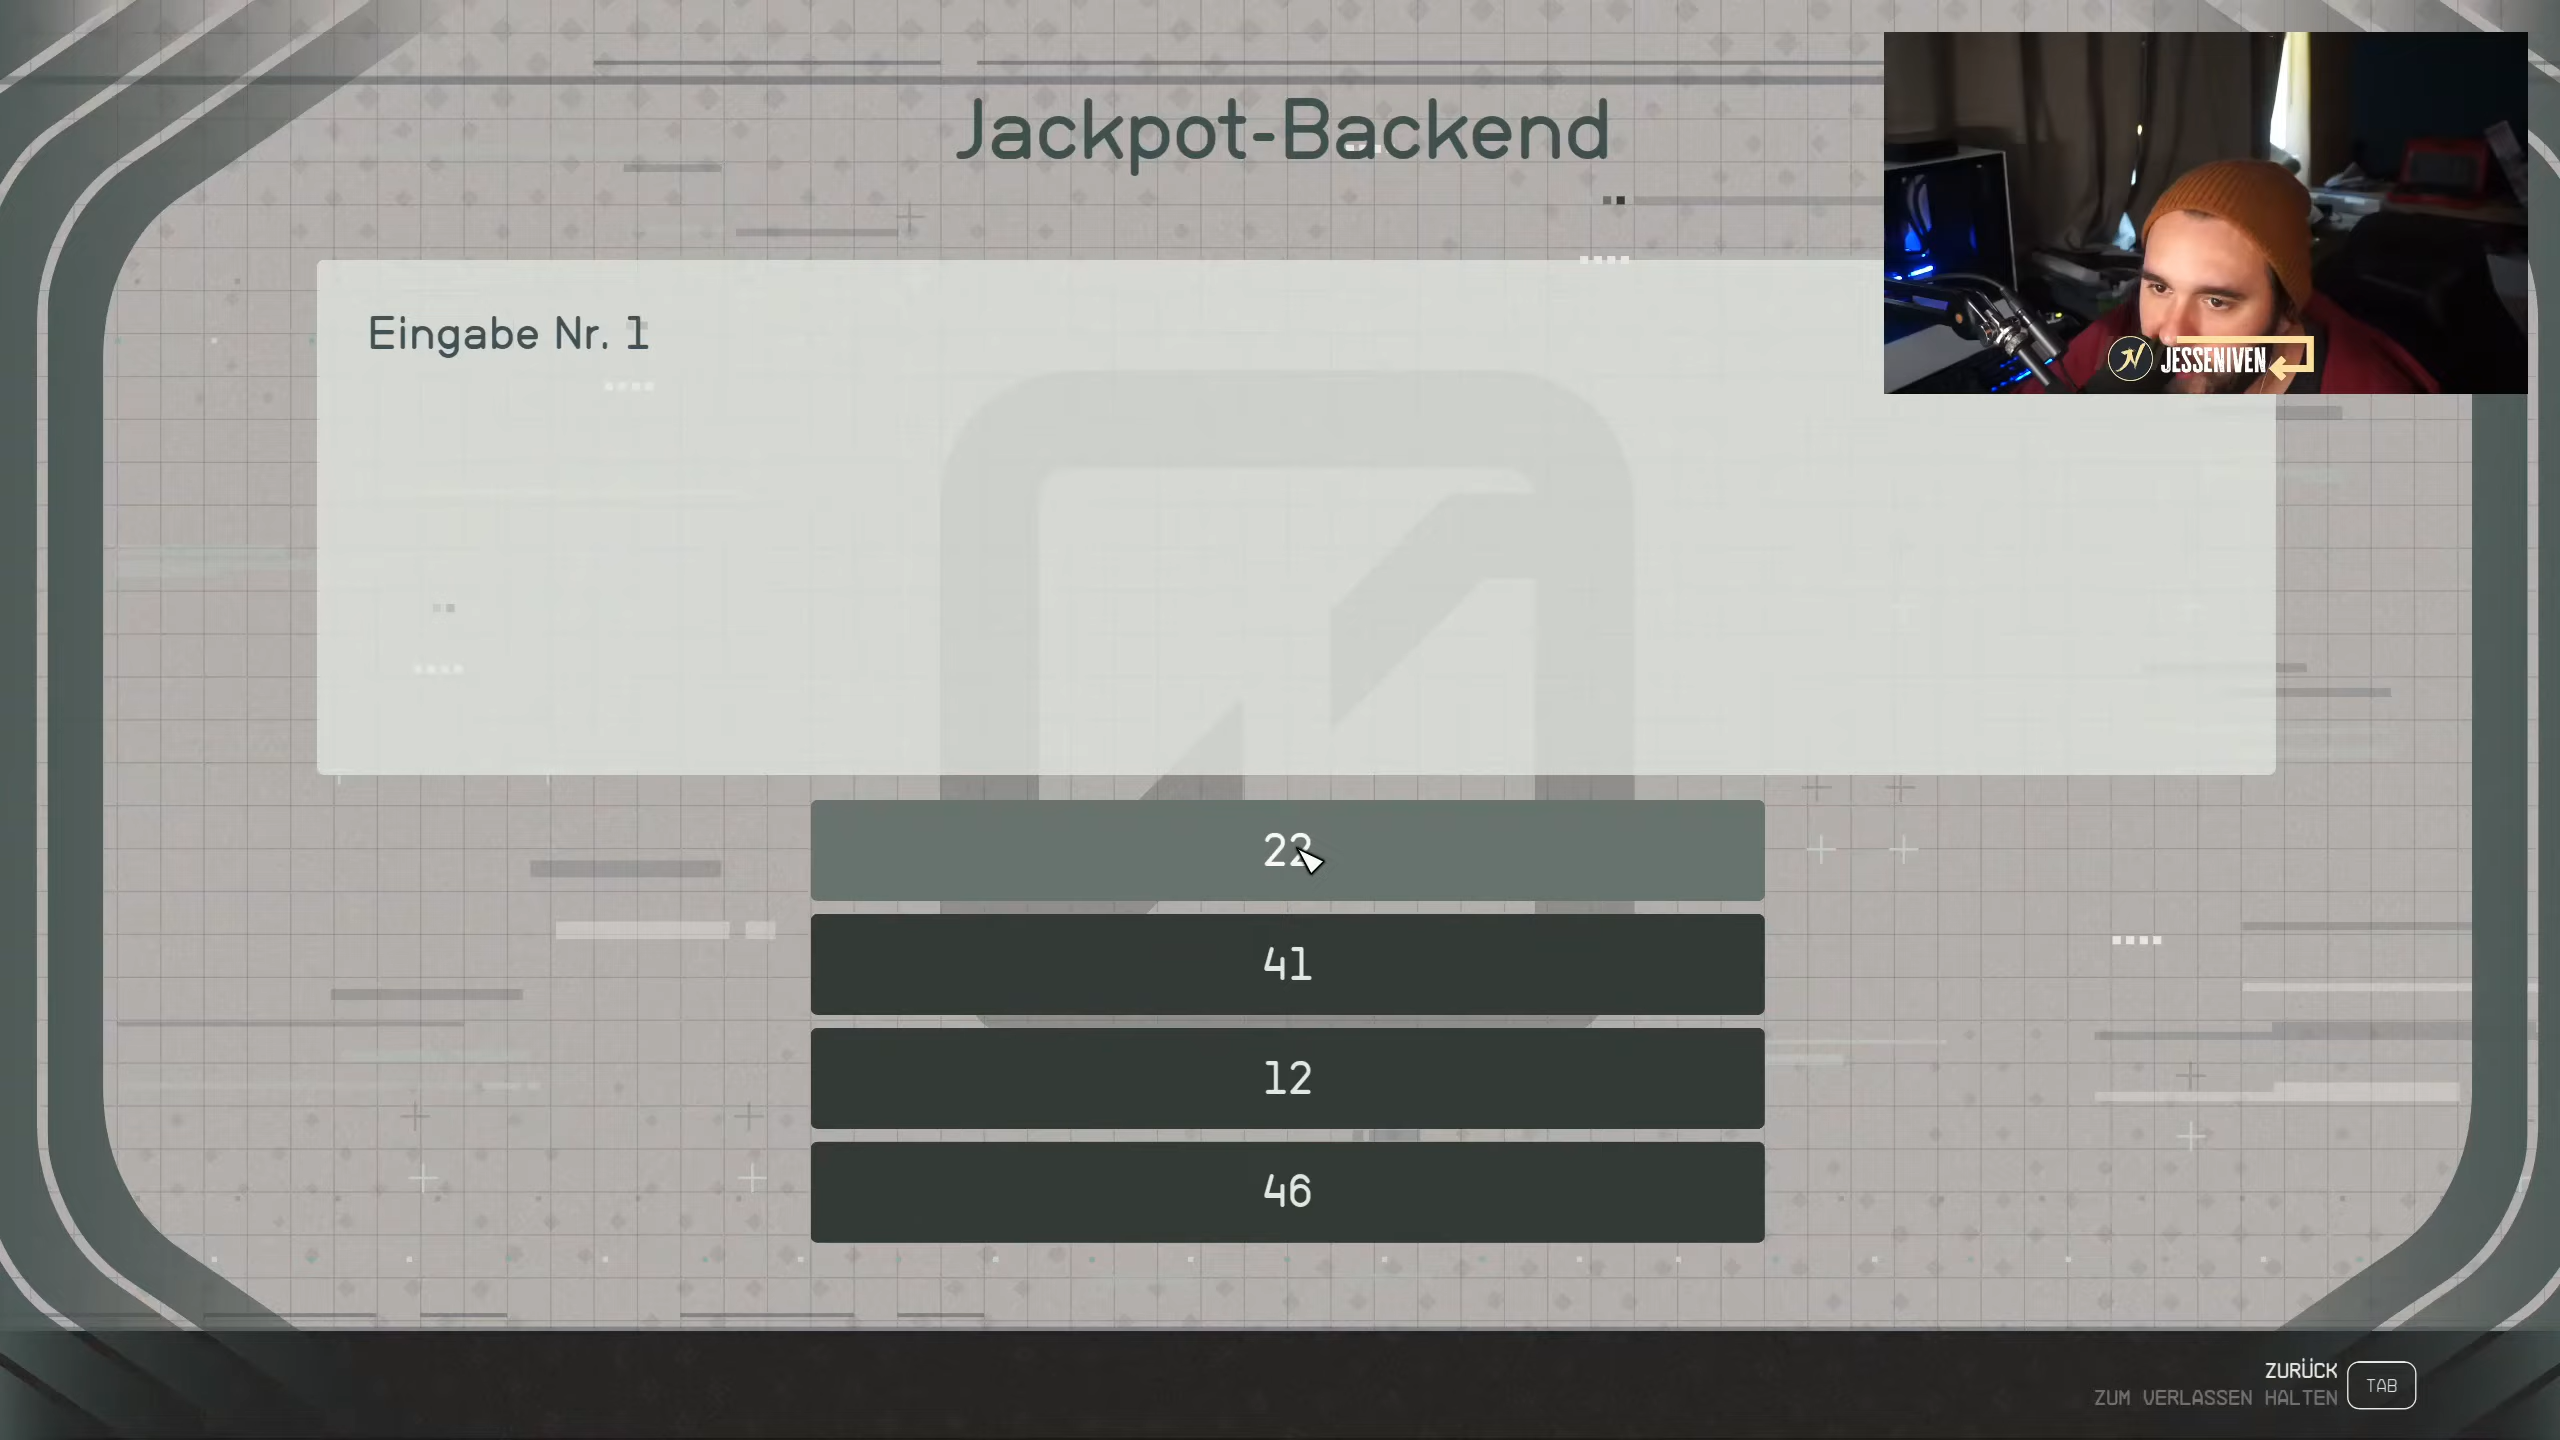 Jackpot-Backend
JESSENIVEN
Eingabe Nr. 1
22
41
12
46
ZURÜCK
ZUM VERLASSEN HALTEN
TAB